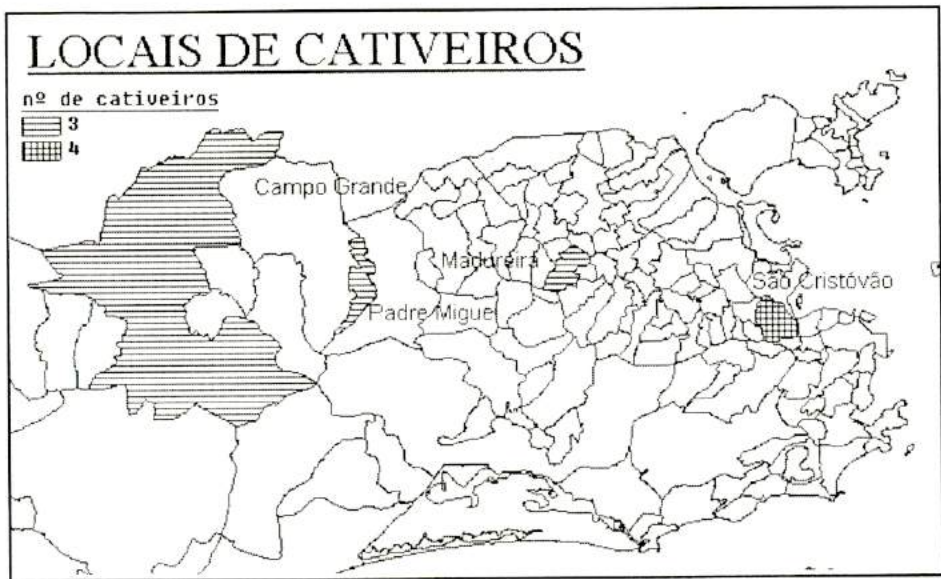 LOCAIS DE CATIVEIROS
nº de cativeiros
3
4
Campo Grande
Madureira
São Cristóvão
Padre Miguel